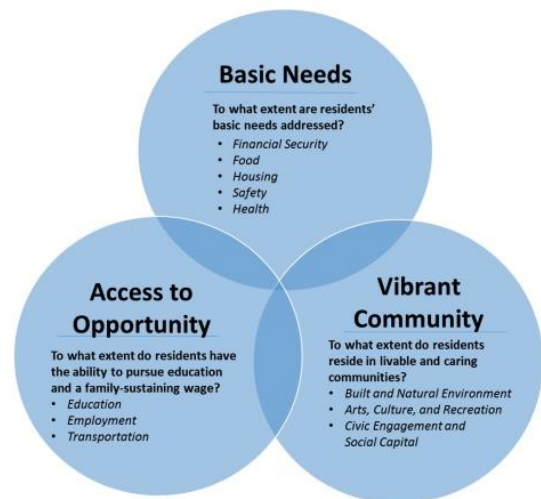 Basic Needs
To what extent are residents'
basic needs addressed?
• Financial Security
• Food
• Housing
• Safety
• Health
Access to
Opportunity
To what extent do residents have
the ability to pursue education
and a family-sustaining wage?
• Education
• Employment
• Transportation
Vibrant
Community
To what extent do residents
reside in livable and caring
communities?
• Built and Natural Environment
• Arts, Culture, and Recreation
• Civic Engagement and
Social Capital